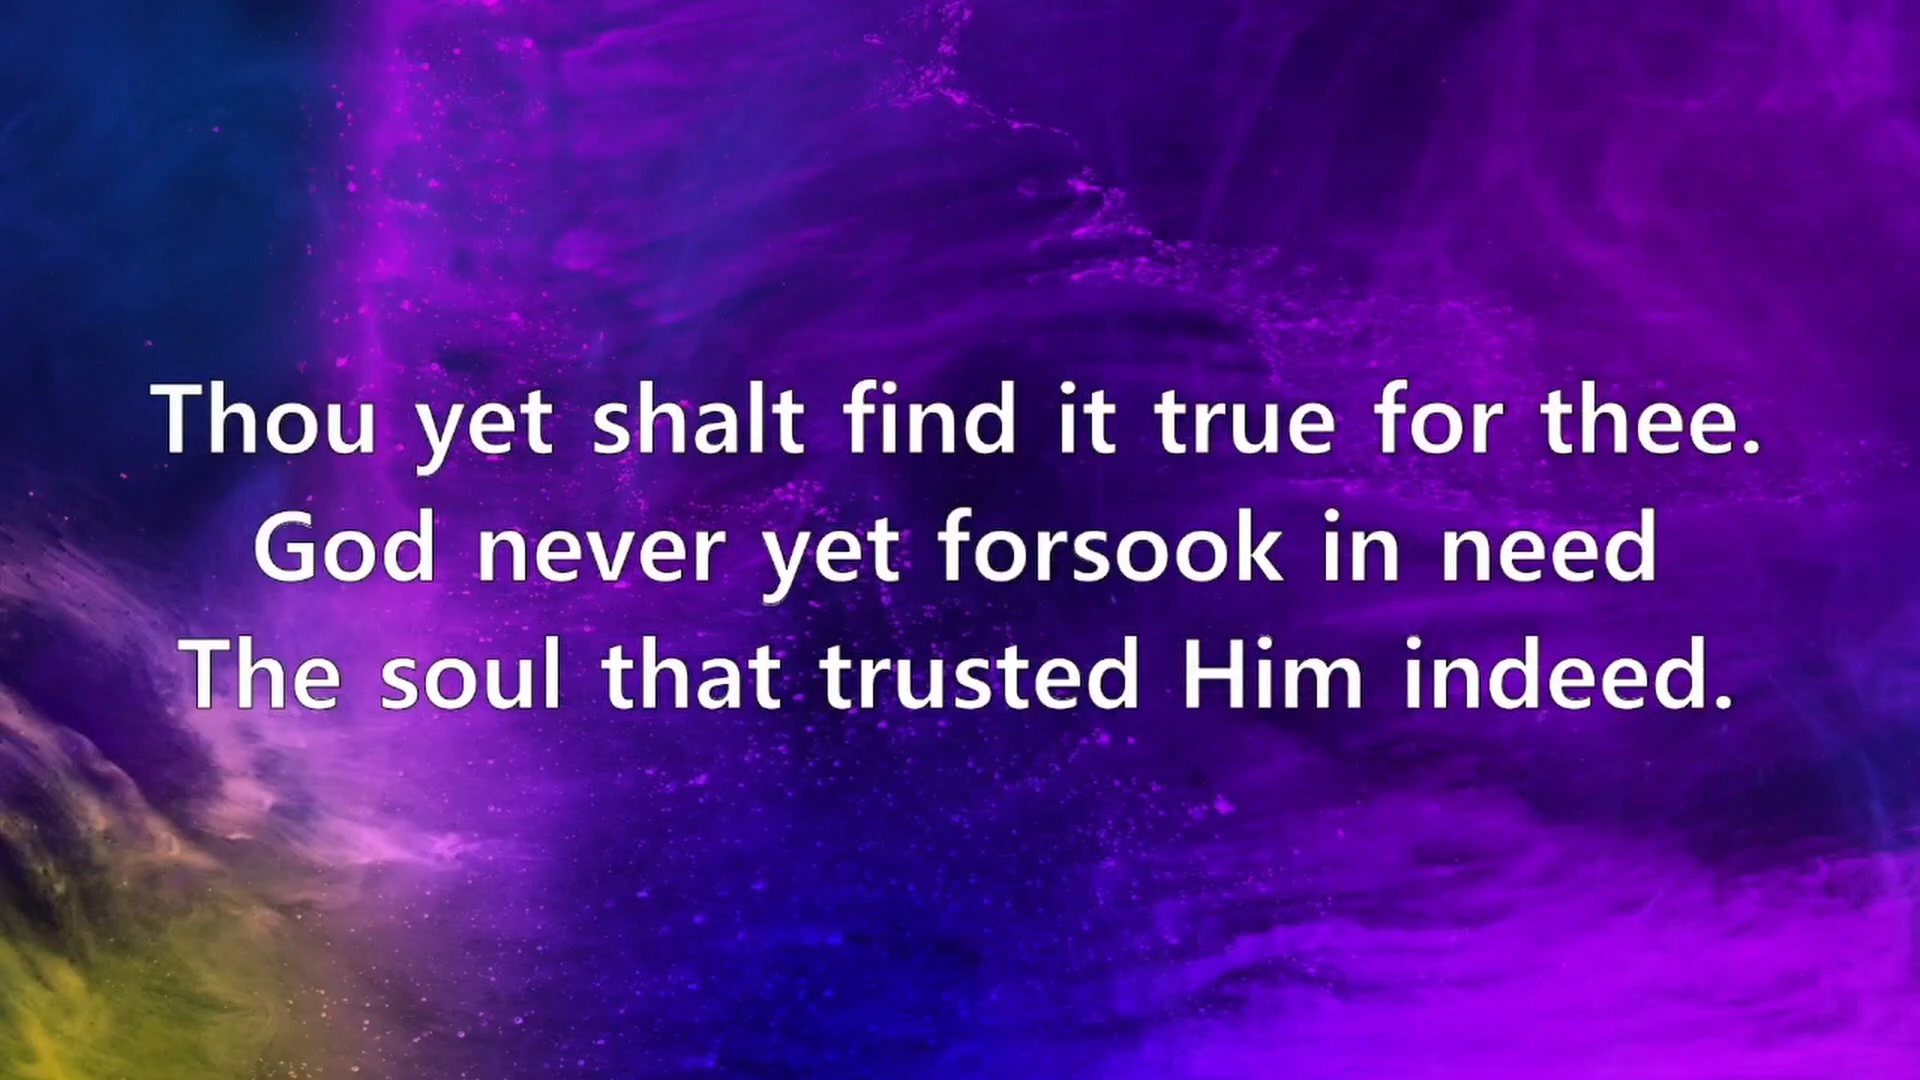 Thou yet shalt find it true for thee.
God never yet forsook in need
The soul that trusted Him indeed.